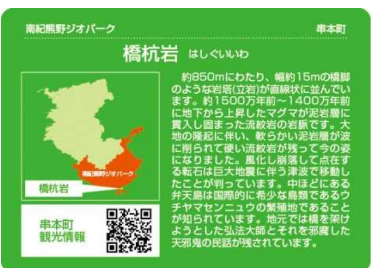 南紀熊野ジオパーク
串本町
橋杭岩 はしぐいいわ
約850mにわたり、幅約15mの橋脚
のような岩塔(立岩)が直線状に並んでい
ます。約1500万年前〜1400万年前
に地下から上昇したマグマが泥岩層に
貫入し固まった流紋岩の岩脈です。大
地の隆起に伴い、軟らかい泥岩層が波
に削られて硬い流紋岩が残って今の姿
になりました。風化し崩落して点在す
る転石は巨大地震に伴う津波で移動し
たことが判っています。中ほどにある
弁天島は国際的に希少な鳥類であるウ
チヤマセンニュウの繁殖地であること
が知られています。地元では橋を架け
ようとした弘法大師とそれを邪魔した
天邪鬼の民話が残されています。
南紀熊野ジオパーク
橋杭岩
串本町
観光情報